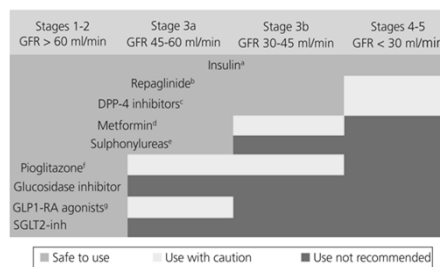 Stages 1-2 Stage 3a Stage 3b Stages 4-5
GFR > 60 ml/min GFR 45-60 ml/min GFR 30-45 ml/min GFR < 30 ml/min
Insulinᵃ
Repaglinideᵇ
DPP-4 inhibitorsᶜ
Metforminᵈ
Sulphonylureasᵉ
Pioglitazoneᶠ
Glucosidase inhibitor
GLP1-RA agonistsᵍ
SGLT2-inh
Safe to use Use with caution Use not recommended